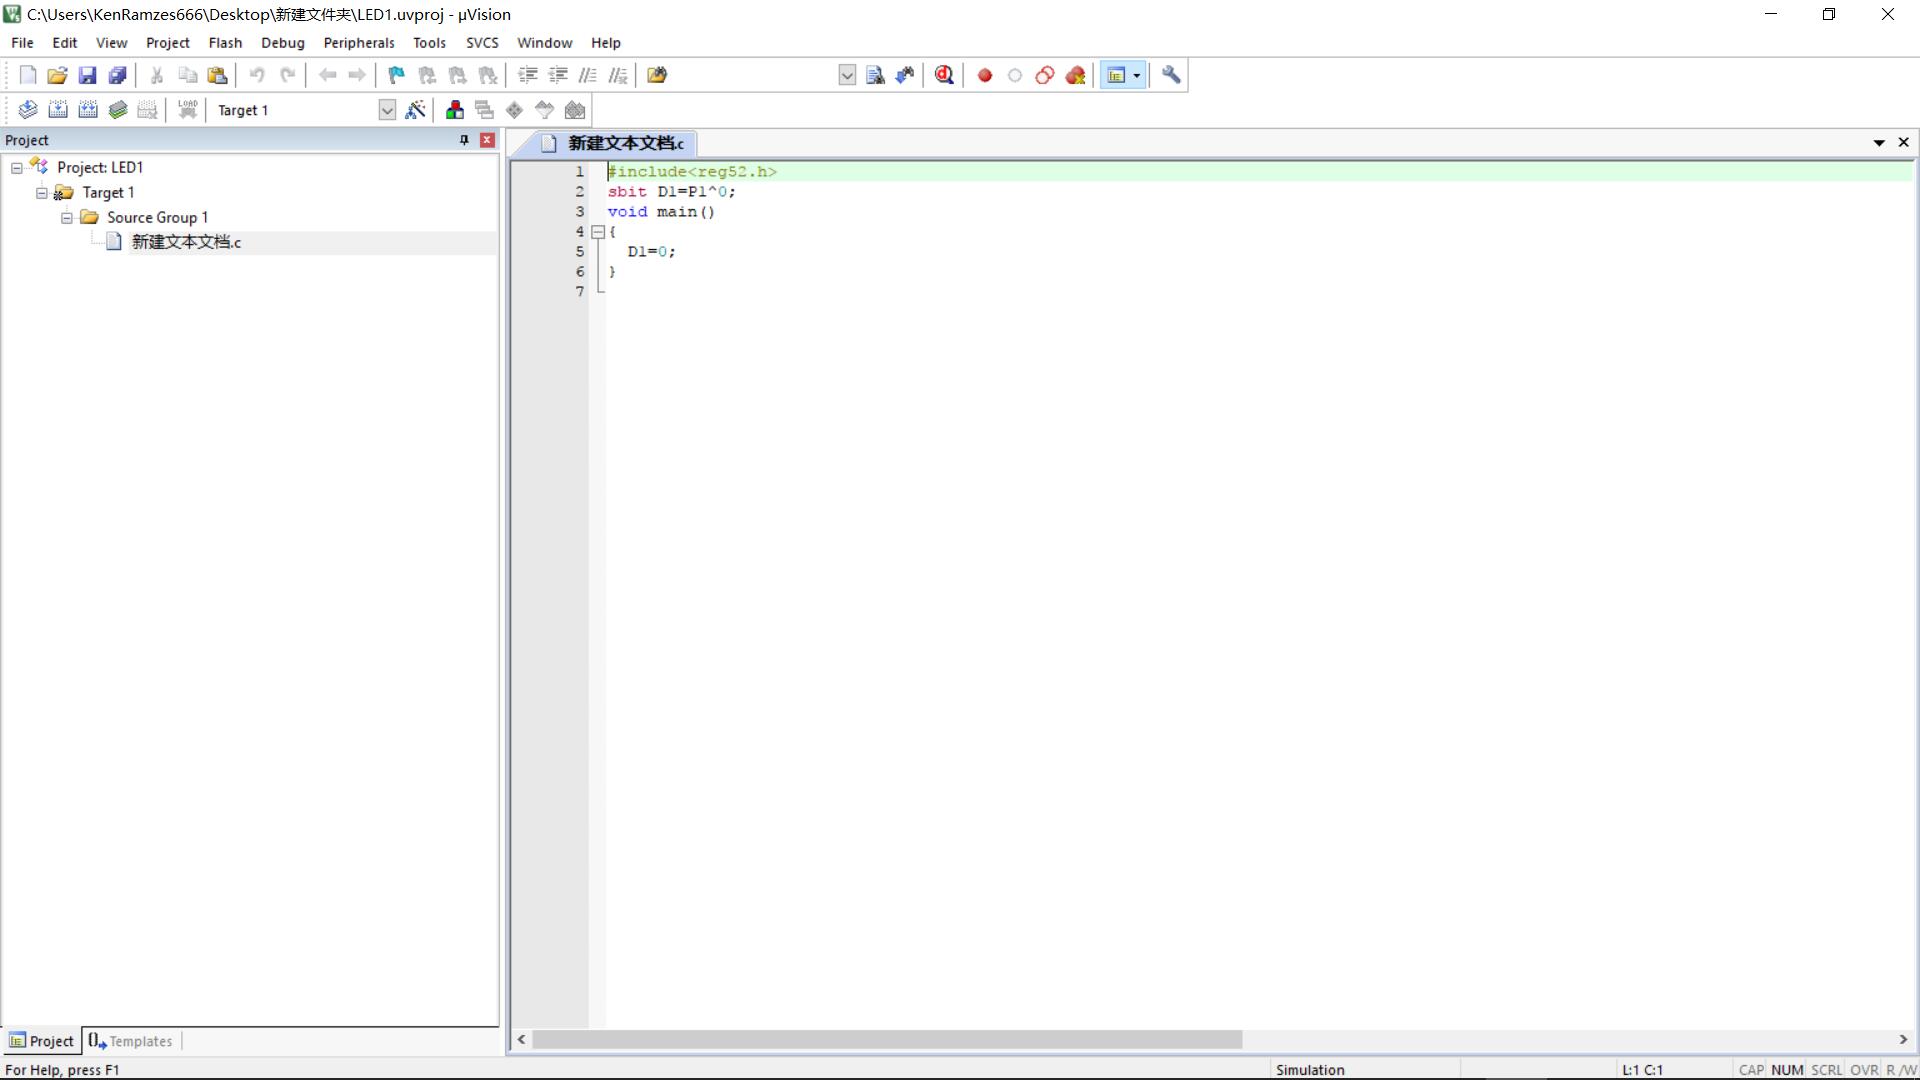 C:\Users\KenRamzes666\Desktop\新建文件夹\LED1.uvproj - µVision
File Edit View Project Flash Debug Peripherals Tools SVCS Window Help
LOAD Target 1
Project
新建文本文档.c
Project: LED1
Target 1
Source Group 1
新建文本文档.c
1 #include<reg52.h>
2 sbit D1=P1^0;
3 void main()
4 {
5 D1=0;
6 }
7
Project Templates
For Help, press F1 Simulation L:1 C:1 CAP NUM SCRL OVR R /W